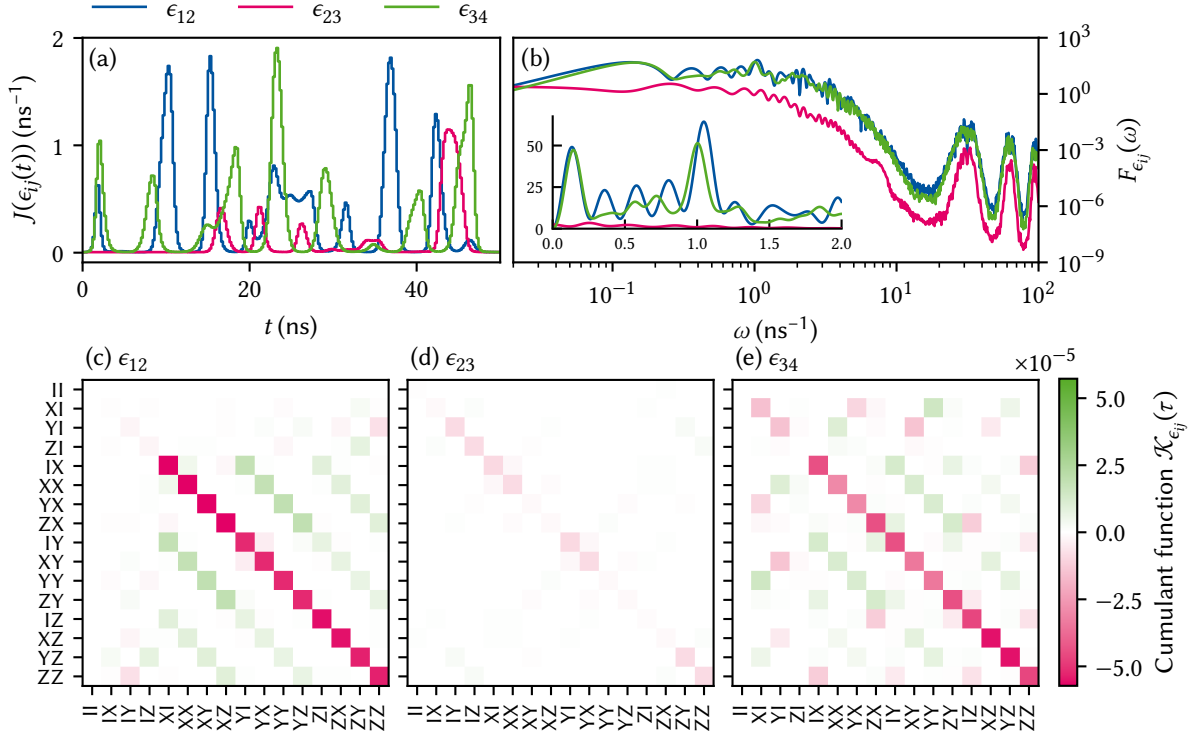 ϵ₁₂ ϵ₂₃ ϵ₃₄
(a)
2
1
0
0 20 40
J(ϵᵢⱼ(t)) (ns⁻¹)
t (ns)
(b)
50
25
0
0.0 0.5 1.0 1.5 2.0
10⁻¹ 10⁰ 10¹ 10²
ω (ns⁻¹)
10³
10⁰
10⁻³
10⁻⁶
10⁻⁹
F_{ϵᵢⱼ}(ω)
(c) ϵ₁₂
(d) ϵ₂₃
(e) ϵ₃₄
×10⁻⁵
II
XI
YI
ZI
IX
XX
YX
ZX
IY
XY
YY
ZY
IZ
XZ
YZ
ZZ
II IX IY IZ XI XX XY XZ YI YX YY YZ ZI ZX ZY ZZ
II IX IY IZ XI XX XY XZ YI YX YY YZ ZI ZX ZY ZZ
II XI YI ZI IX XX YX ZX IY XY YY ZY IZ XZ YZ ZZ
5.0
2.5
0.0
−2.5
−5.0
Cumulant function 𝒦_{ϵᵢⱼ}(τ)